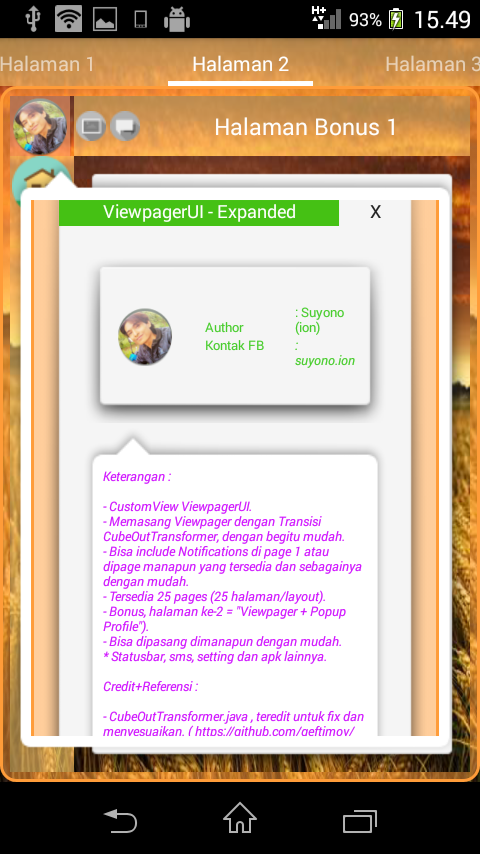 H+ 93% 15.49
Halaman 1 Halaman 2 Halaman 3
Halaman Bonus 1
ViewpagerUI - Expanded X
Author : Suyono (ion)
Kontak FB : suyono.ion
Keterangan :
- CustomView ViewpagerUI.
- Memasang Viewpager dengan Transisi
CubeOutTransformer, dengan begitu mudah.
- Bisa include Notifications di page 1 atau
dipage manapun yang tersedia dan sebagainya
dengan mudah.
- Tersedia 25 pages (25 halaman/layout).
- Bonus, halaman ke-2 = "Viewpager + Popup
Profile").
- Bisa dipasang dimanapun dengan mudah.
* Statusbar, sms, setting dan apk lainnya.
Credit+Referensi :
- CubeOutTransformer.java , teredit untuk fix dan
menyesuaikan. ( https://github.com/geftimov/